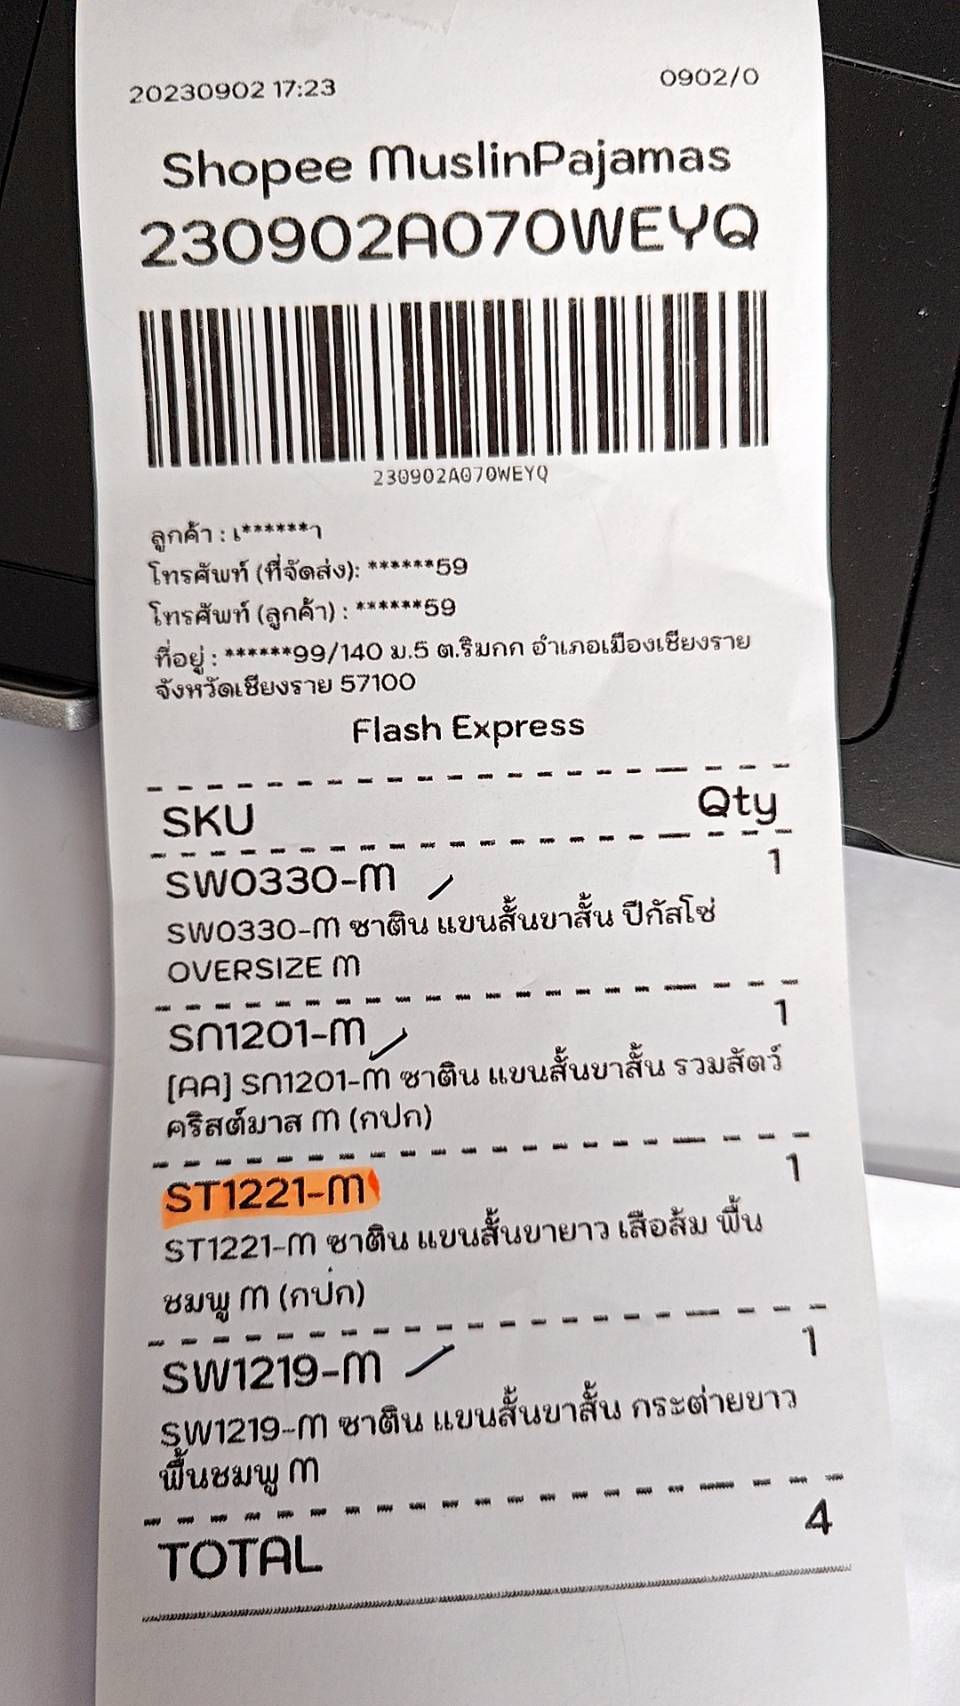 20230902 17:23 0902/0
Shopee MuslinPajamas
230902A070WEYQ
230902A070WEYQ
ลูกค้า : เ******า
โทรศัพท์ (ที่จัดส่ง): ******59
โทรศัพท์ (ลูกค้า) : ******59
ที่อยู่ : ******99/140 ม.5 ต.ริมกก อำเภอเมืองเชียงราย
จังหวัดเชียงราย 57100
Flash Express
SKU Qty
SW0330-M 1
SW0330-M ซาติน แขนสั้นขาสั้น ปีกัสโซ่
OVERSIZE M
SN1201-M 1
[AA] SN1201-M ซาติน แขนสั้นขาสั้น รวมสัตว์
คริสต์มาส M (กปก)
ST1221-M 1
ST1221-M ซาติน แขนสั้นขายาว เสือส้ม พื้น
ชมพู M (กปก)
SW1219-M 1
SW1219-M ซาติน แขนสั้นขาสั้น กระต่ายขาว
พื้นชมพู M
TOTAL 4